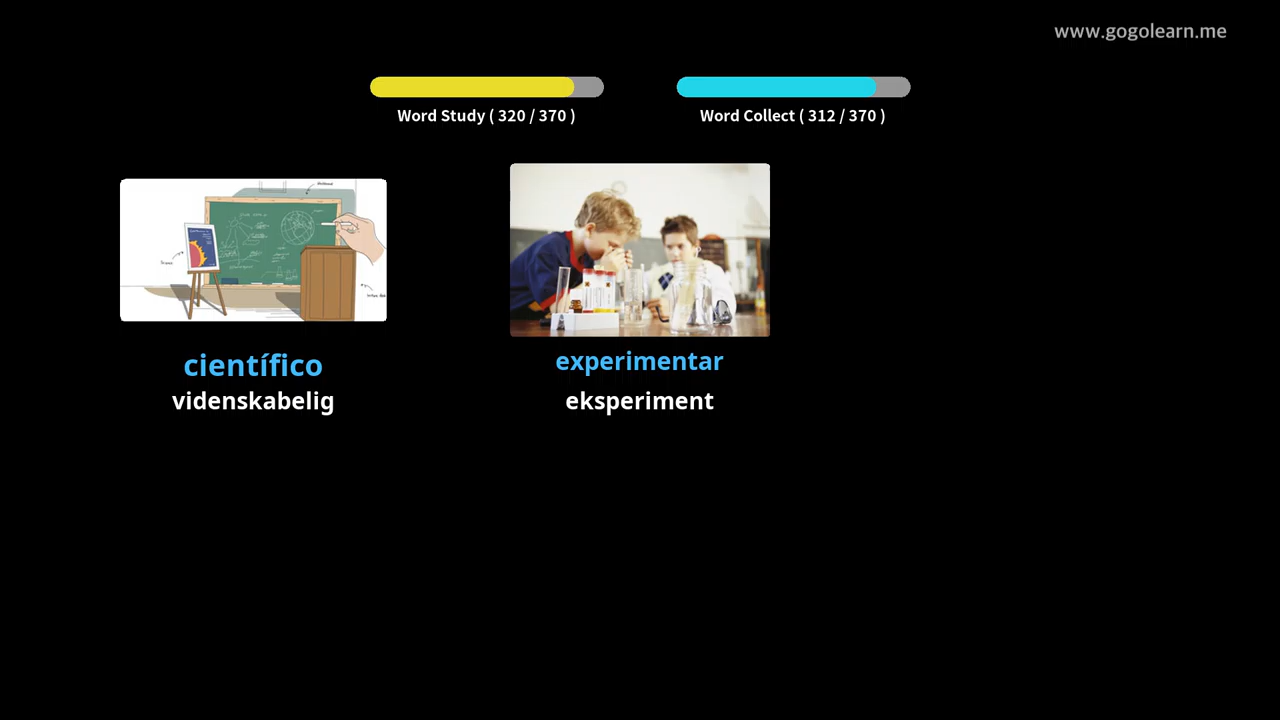 www.gogolearn.me
Word Study ( 320 / 370 )
Word Collect ( 312 / 370 )
científico
videnskabelig
experimentar
eksperiment